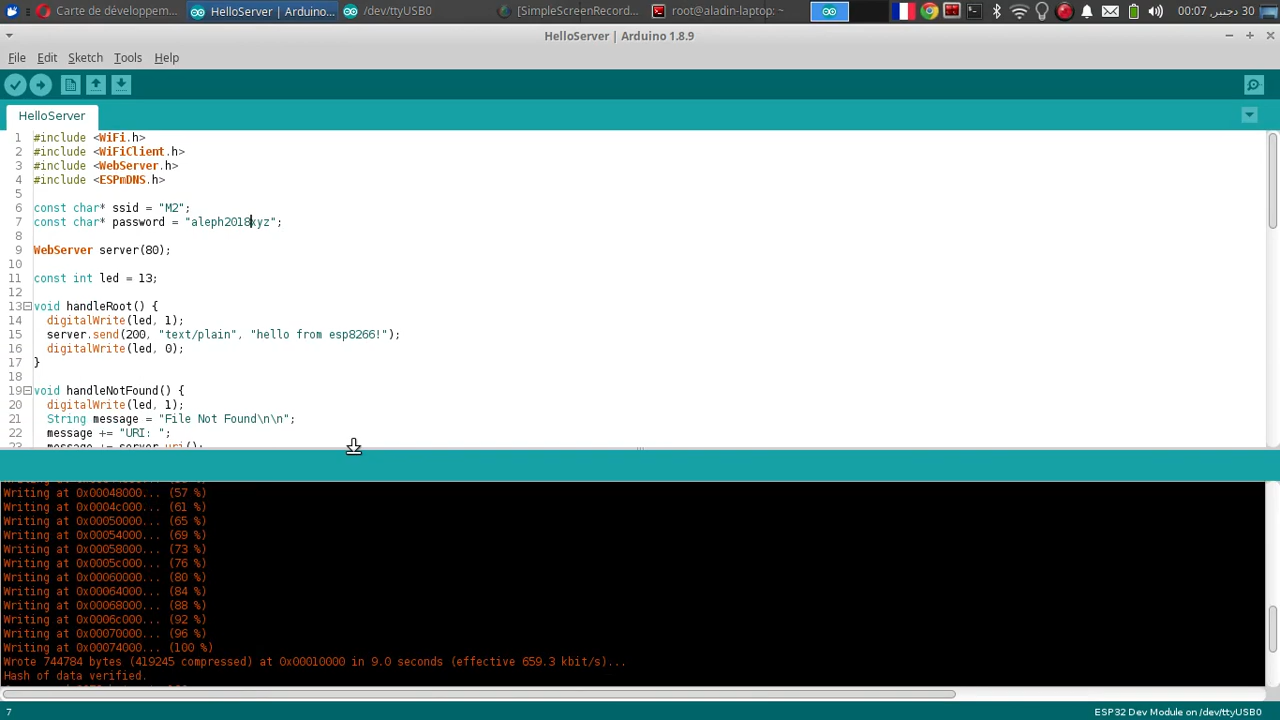 Carte de développem... HelloServer | Arduino... /dev/ttyUSB0 [SimpleScreenRecord... root@aladin-laptop: ~ 30 دجنبر, 00:07
HelloServer | Arduino 1.8.9
File Edit Sketch Tools Help
HelloServer
1 #include <WiFi.h>
2 #include <WiFiClient.h>
3 #include <WebServer.h>
4 #include <ESPmDNS.h>
5
6 const char* ssid = "M2";
7 const char* password = "aleph2018xyz";
8
9 WebServer server(80);
10
11 const int led = 13;
12
13 void handleRoot() {
14 digitalWrite(led, 1);
15 server.send(200, "text/plain", "hello from esp8266!");
16 digitalWrite(led, 0);
17 }
18
19 void handleNotFound() {
20 digitalWrite(led, 1);
21 String message = "File Not Found\n\n";
22 message += "URI: ";
23 message += server.uri();
Writing at 0x00048000... (57 %)
Writing at 0x0004c000... (61 %)
Writing at 0x00050000... (65 %)
Writing at 0x00054000... (69 %)
Writing at 0x00058000... (73 %)
Writing at 0x0005c000... (76 %)
Writing at 0x00060000... (80 %)
Writing at 0x00064000... (84 %)
Writing at 0x00068000... (88 %)
Writing at 0x0006c000... (92 %)
Writing at 0x00070000... (96 %)
Writing at 0x00074000... (100 %)
Wrote 744784 bytes (419245 compressed) at 0x00010000 in 9.0 seconds (effective 659.3 kbit/s)...
Hash of data verified.
7 ESP32 Dev Module on /dev/ttyUSB0